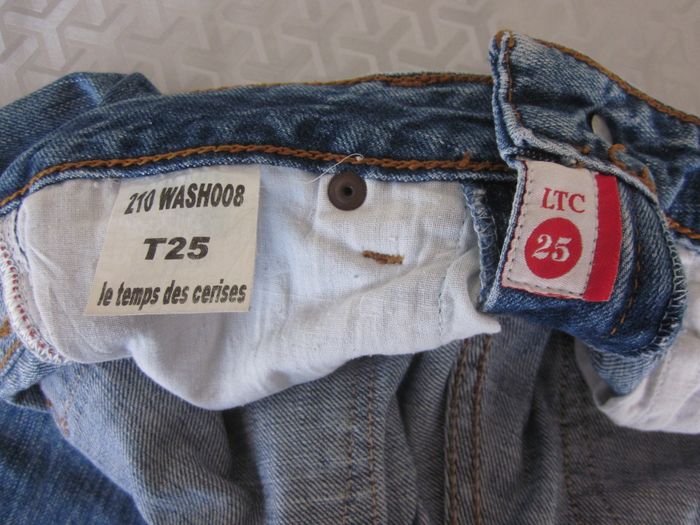 210 WASH008
T25
le temps des cerises
LTC
25